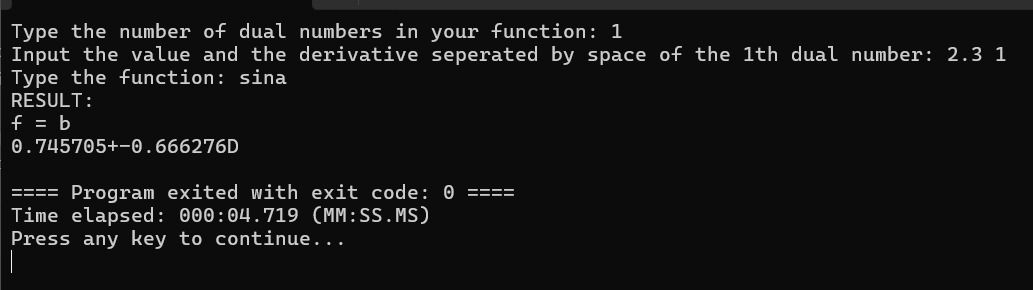 Type the number of dual numbers in your function: 1
Input the value and the derivative seperated by space of the 1th dual number: 2.3 1
Type the function: sina
RESULT:
f = b
0.745705+-0.666276D
==== Program exited with exit code: 0 ====
Time elapsed: 000:04.719 (MM:SS.MS)
Press any key to continue...